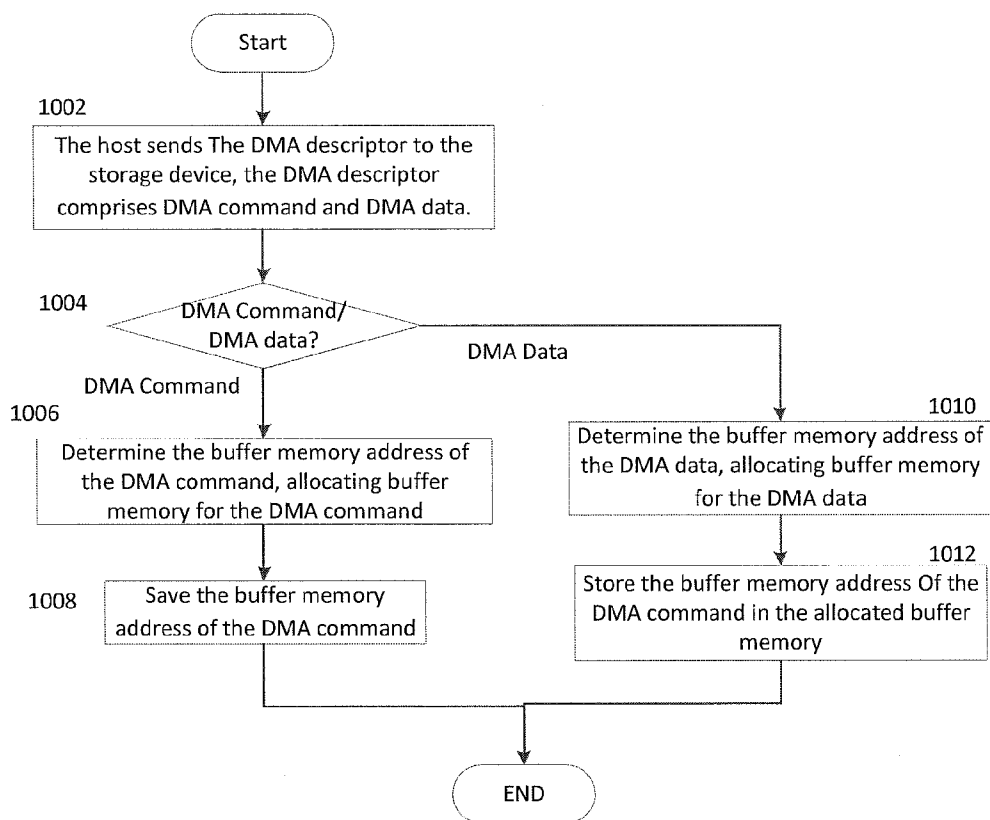 Start
1002
The host sends The DMA descriptor to the
storage device, the DMA descriptor
comprises DMA command and DMA data.
1004
DMA Command/
DMA data?
DMA Data
DMA Command
1006
Determine the buffer memory address of
the DMA command, allocating buffer
memory for the DMA command
1008
Save the buffer memory
address of the DMA command
1010
Determine the buffer memory address of
the DMA data, allocating buffer memory
for the DMA data
1012
Store the buffer memory address Of the
DMA command in the allocated buffer
memory
END